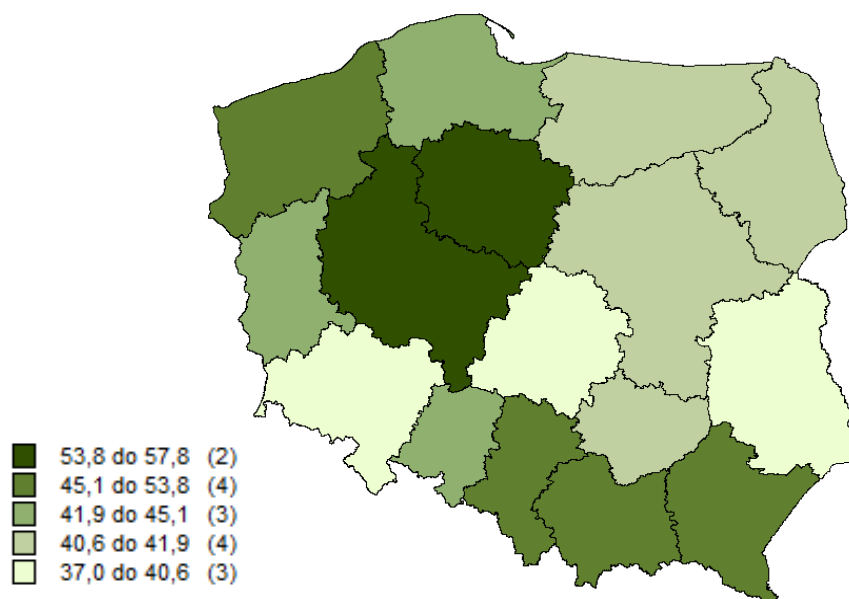 53,8 do 57,8 (2)
45,1 do 53,8 (4)
41,9 do 45,1 (3)
40,6 do 41,9 (4)
37,0 do 40,6 (3)